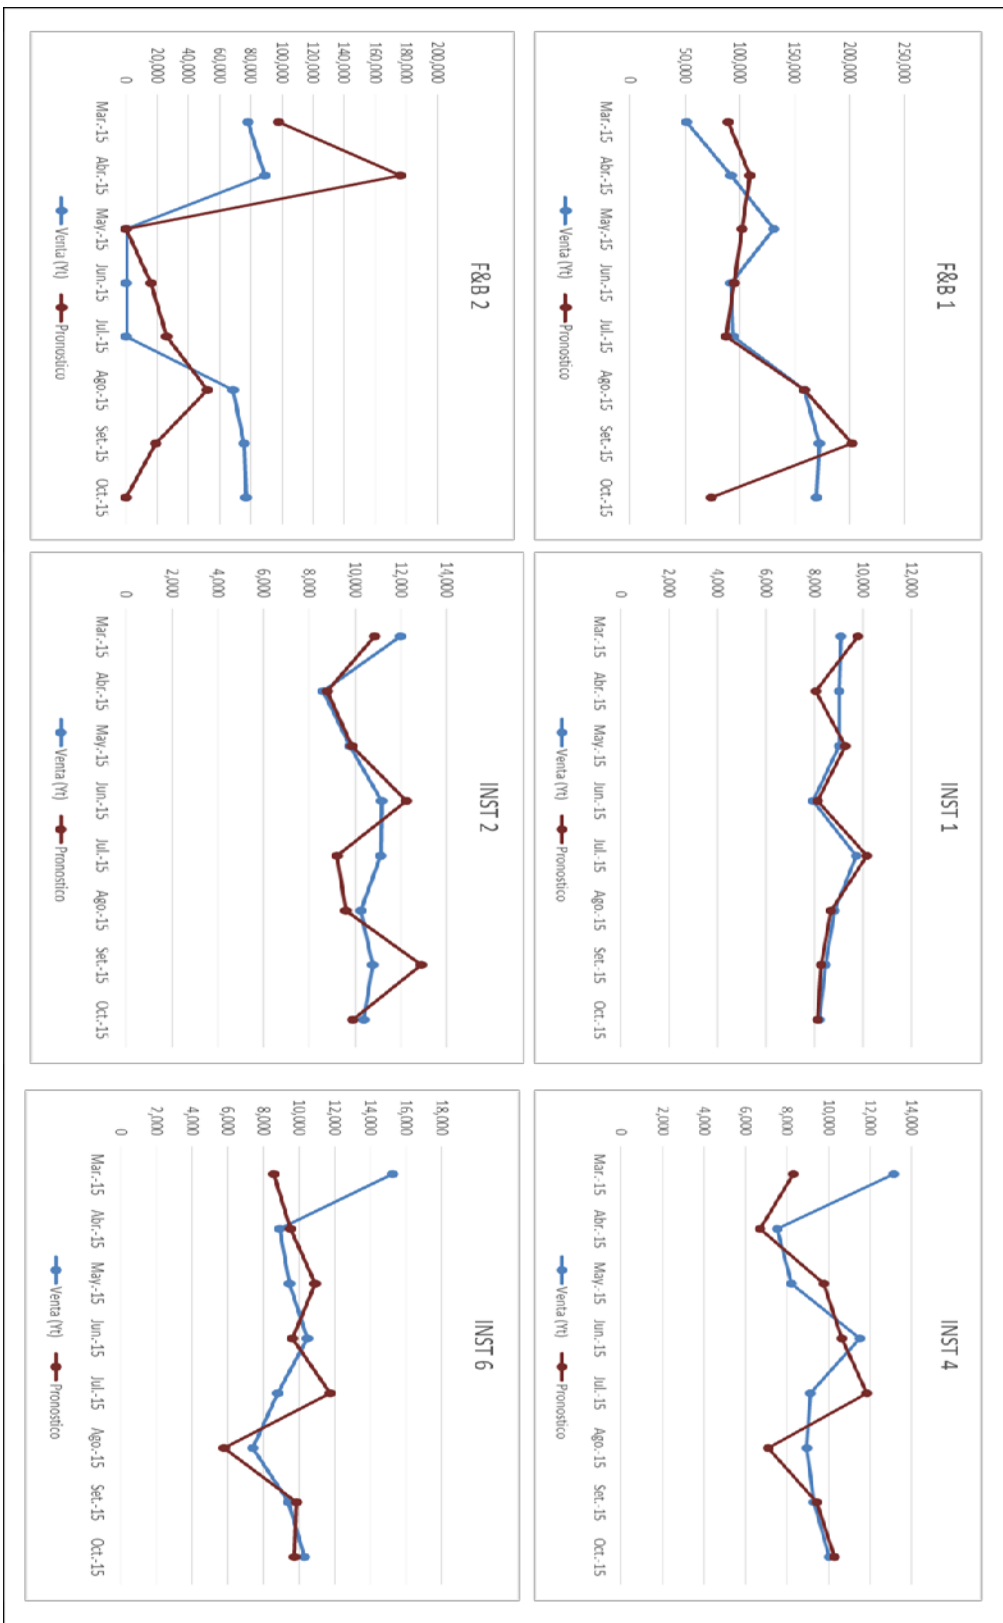 F&B 1
250,000
200,000
150,000
100,000
50,000
0
Mar.-15 Abr.-15 May.-15 Jun.-15 Jul.-15 Ago.-15 Set.-15 Oct.-15
Venta (Yt) Pronostico
INST 1
12,000
10,000
8,000
6,000
4,000
2,000
0
Mar.-15 Abr.-15 May.-15 Jun.-15 Jul.-15 Ago.-15 Set.-15 Oct.-15
Venta (Yt) Pronostico
INST 4
14,000
12,000
10,000
8,000
6,000
4,000
2,000
0
Mar.-15 Abr.-15 May.-15 Jun.-15 Jul.-15 Ago.-15 Set.-15 Oct.-15
Venta (Yt) Pronostico
F&B 2
200,000
180,000
160,000
140,000
120,000
100,000
80,000
60,000
40,000
20,000
0
Mar.-15 Abr.-15 May.-15 Jun.-15 Jul.-15 Ago.-15 Set.-15 Oct.-15
Venta (Yt) Pronostico
INST 2
14,000
12,000
10,000
8,000
6,000
4,000
2,000
0
Mar.-15 Abr.-15 May.-15 Jun.-15 Jul.-15 Ago.-15 Set.-15 Oct.-15
Venta (Yt) Pronostico
INST 6
18,000
16,000
14,000
12,000
10,000
8,000
6,000
4,000
2,000
0
Mar.-15 Abr.-15 May.-15 Jun.-15 Jul.-15 Ago.-15 Set.-15 Oct.-15
Venta (Yt) Pronostico